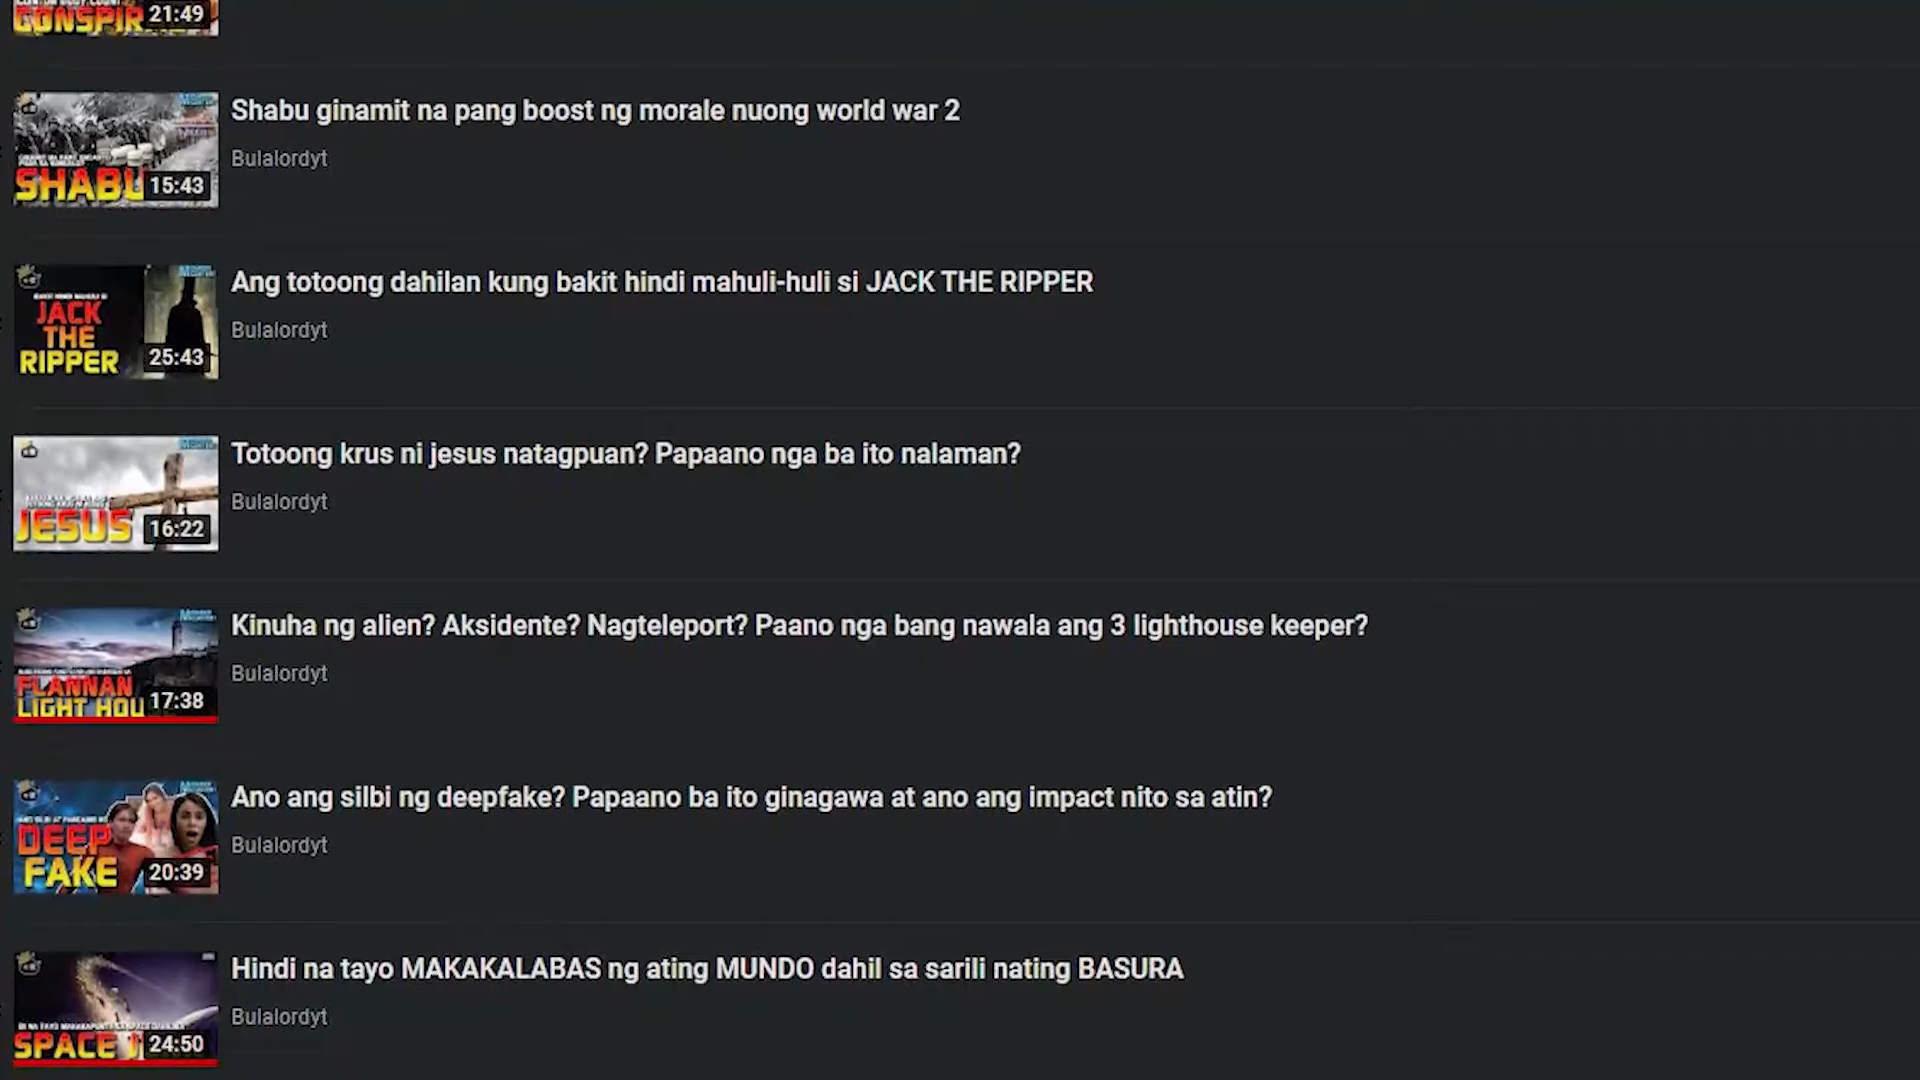 CONSPIR
21:49
Shabu ginamit na pang boost ng morale nuong world war 2
Bulalordyt
SHABU
15:43
Ang totoong dahilan kung bakit hindi mahuli-huli si JACK THE RIPPER
Bulalordyt
JACK
THE
RIPPER
25:43
Totoong krus ni jesus natagpuan? Papaano nga ba ito nalaman?
Bulalordyt
JESUS
16:22
Kinuha ng alien? Aksidente? Nagteleport? Paano nga bang nawala ang 3 lighthouse keeper?
Bulalordyt
FLANNAN
LIGHT HOU
17:38
Ano ang silbi ng deepfake? Papaano ba ito ginagawa at ano ang impact nito sa atin?
Bulalordyt
DEEP
FAKE
20:39
Hindi na tayo MAKAKALABAS ng ating MUNDO dahil sa sarili nating BASURA
Bulalordyt
SPACE
24:50